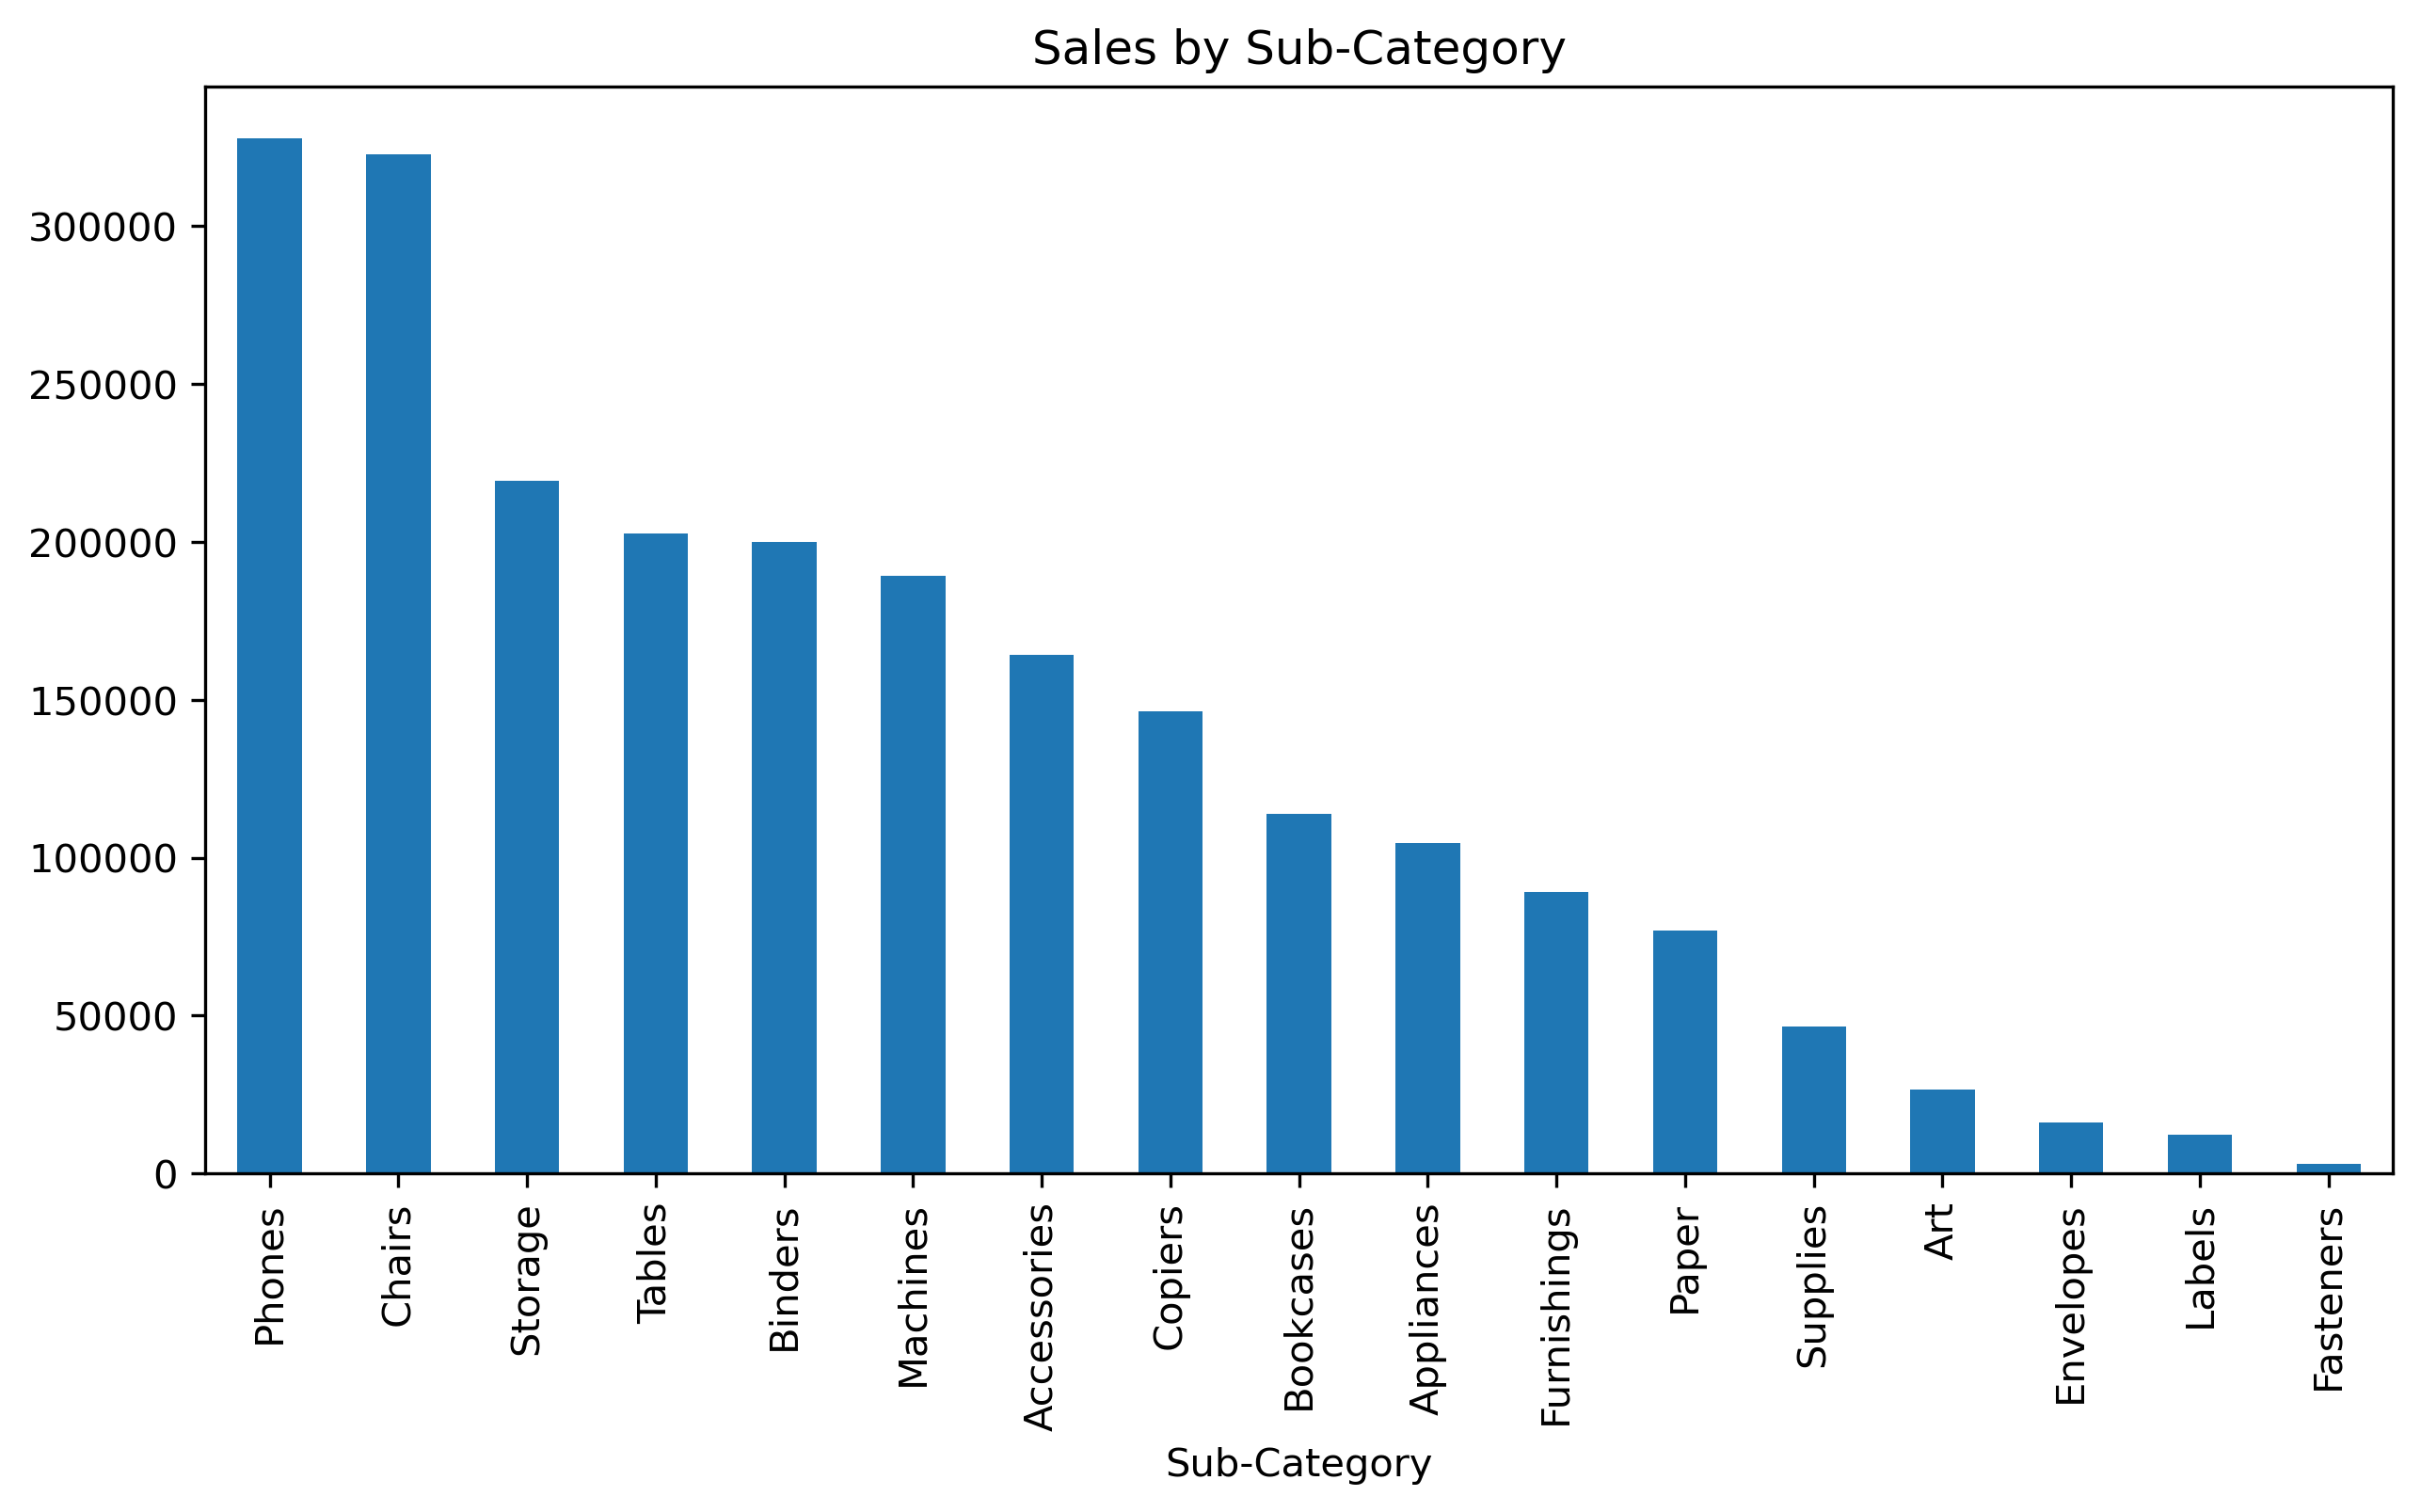 Sales by Sub-Category
300000
250000
200000
150000
100000
50000
0
Phones
Chairs
Storage
Tables
Binders
Machines
Accessories
Copiers
Bookcases
Appliances
Furnishings
Paper
Supplies
Art
Envelopes
Labels
Fasteners
Sub-Category